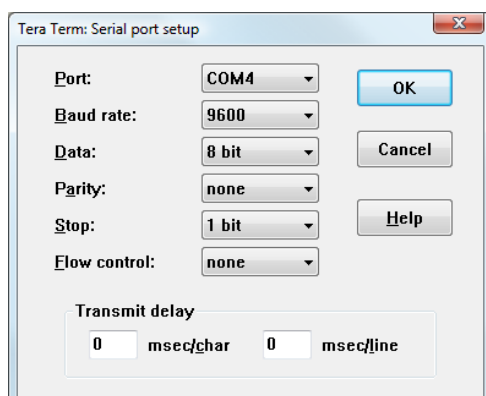 Tera Term: Serial port setup
Port: COM4
OK
Baud rate: 9600
Data: 8 bit
Cancel
Parity: none
Stop: 1 bit
Help
Flow control: none
Transmit delay
0 msec/char 0 msec/line